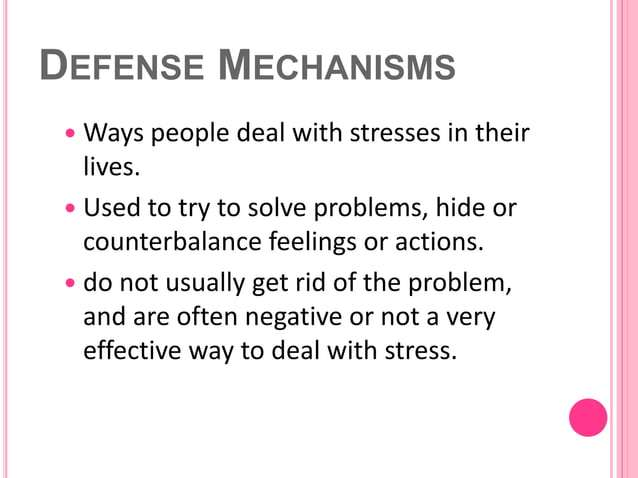 DEFENSE MECHANISMS
Ways people deal with stresses in their
lives.
Used to try to solve problems, hide or
counterbalance feelings or actions.
do not usually get rid of the problem,
and are often negative or not a very
effective way to deal with stress.